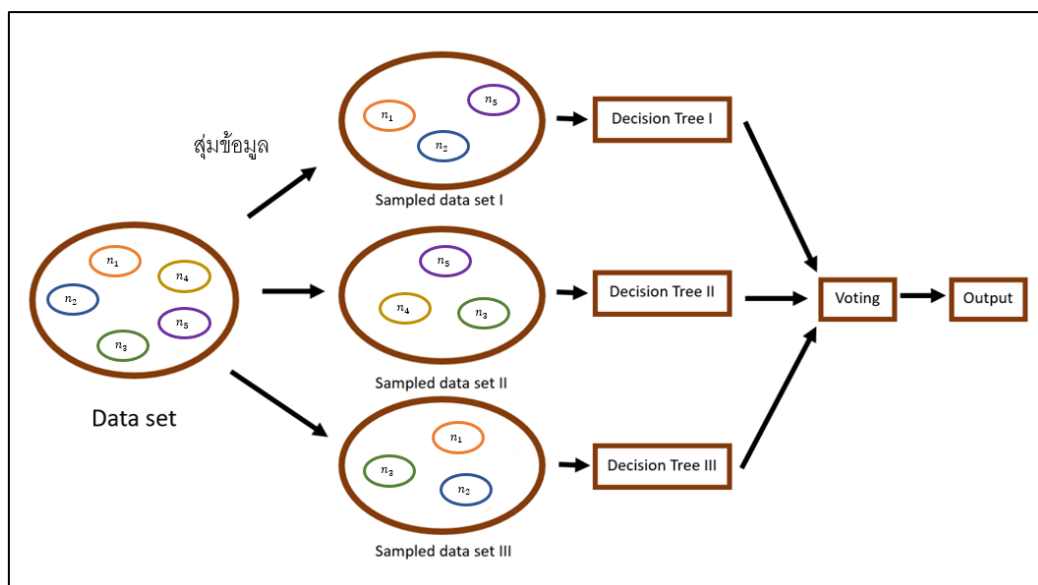 สุ่มข้อมูล
n₁
n₄
n₂
n₅
n₃
Data set
n₅
n₁
n₂
Sampled data set I
Decision Tree I
n₅
n₄
n₃
Sampled data set II
Decision Tree II
n₁
n₃
n₂
Sampled data set III
Decision Tree III
Voting
Output